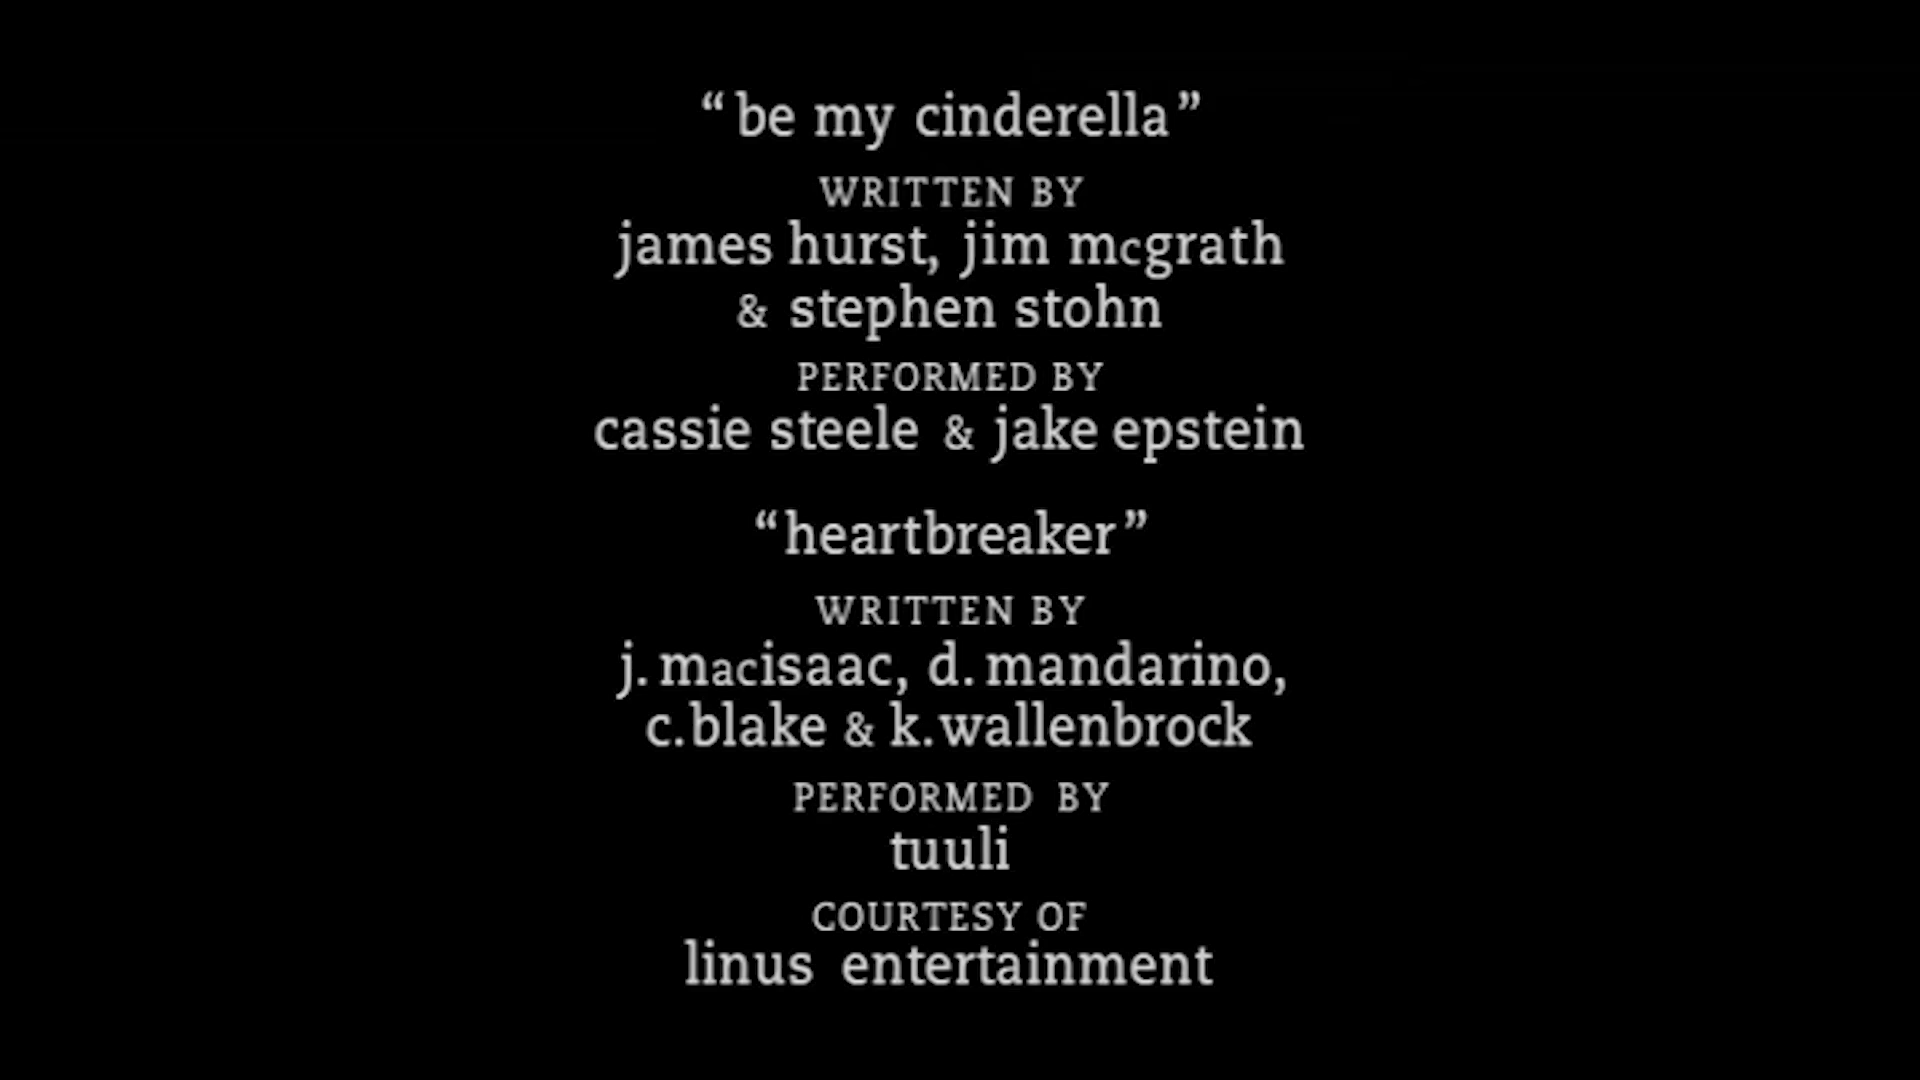 “be my cinderella”
WRITTEN BY
james hurst, jim mcgrath
& stephen stohn
PERFORMED BY
cassie steele & jake epstein
“heartbreaker”
WRITTEN BY
j. macisaac, d. mandarino,
c. blake & k. wallenbrock
PERFORMED BY
tuuli
COURTESY OF
linus entertainment